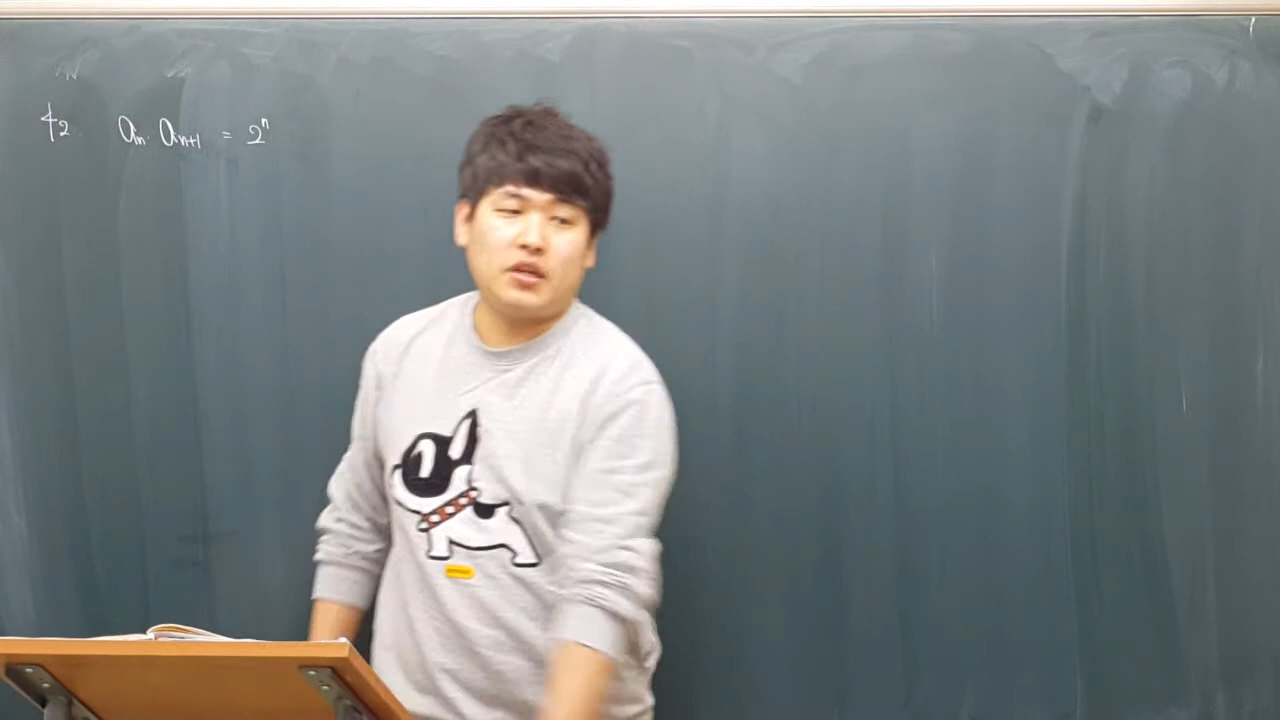 42 aₙ · aₙ₊₁ = 2ⁿ